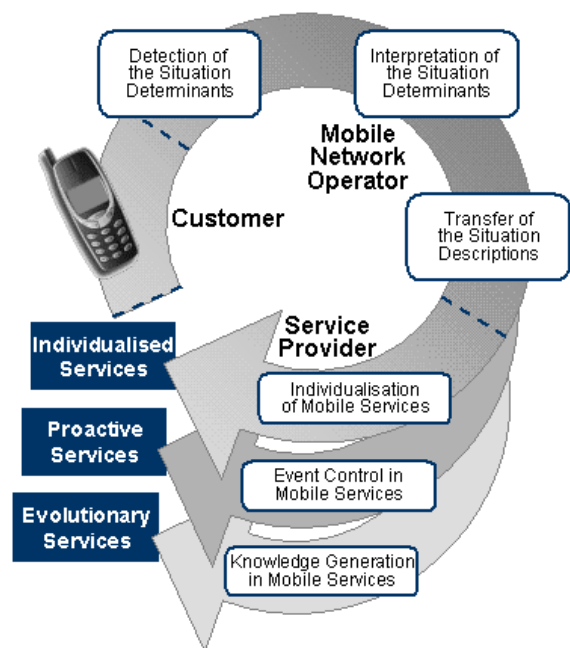 Detection of
the Situation
Determinants
Interpretation of
the Situation
Determinants
Mobile
Network
Operator
Customer
Transfer of
the Situation
Descriptions
Service
Provider
Individualised
Services
Individualisation
of Mobile Services
Proactive
Services
Event Control in
Mobile Services
Evolutionary
Services
Knowledge Generation
in Mobile Services